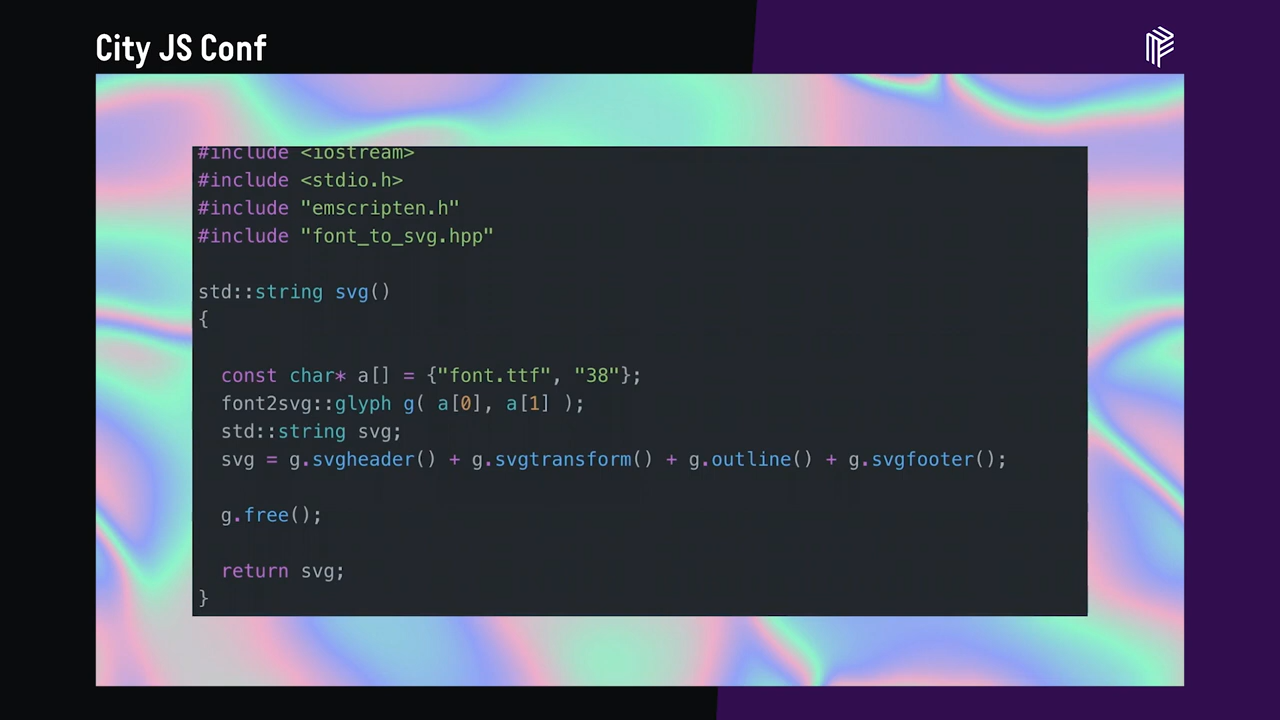 City JS Conf
#include <iostream>
#include <stdio.h>
#include "emscripten.h"
#include "font_to_svg.hpp"
std::string svg()
{
const char* a[] = {"font.ttf", "38"};
font2svg::glyph g( a[0], a[1] );
std::string svg;
svg = g.svgheader() + g.svgtransform() + g.outline() + g.svgfooter();
g.free();
return svg;
}